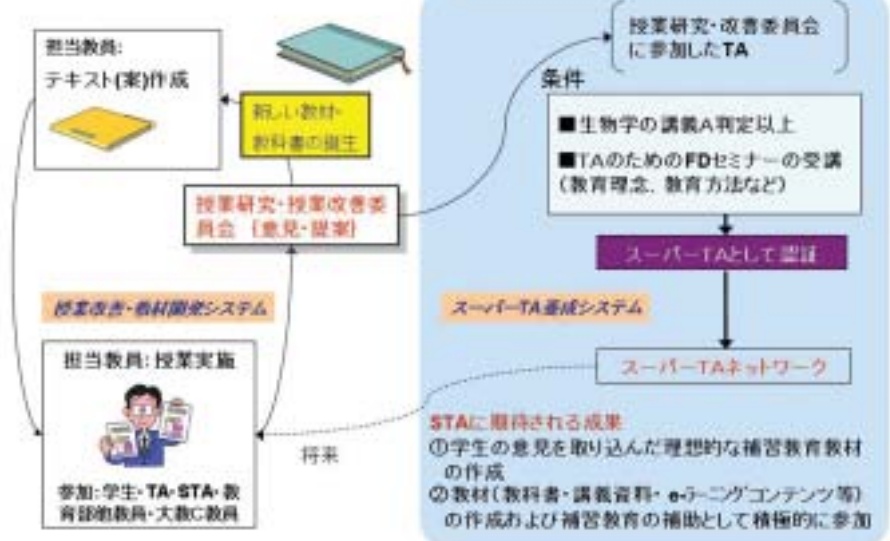 担当教員:
テキスト(案)作成
新しい教材・
教科書の誕生
授業研究・授業改善委
員会 (意見・提案)
授業改善・教材開発システム
担当教員:授業実施
参加:学生・TA・STA・教
育部他教員・大教C教員
将来
授業研究・改善委員会
に参加したTA
条件
■生物学の講義A判定以上
■TAのためのFDセミナーの受講
(教育理念、教育方法など)
スーパーTAとして認証
スーパーTA養成システム
スーパーTAネットワーク
STAに期待される成果
①学生の意見を取り込んだ理想的な補習教育教材
の作成
②教材(教科書・講義資料・e-ラーニングコンテンツ等)
の作成および補習教育の補助として積極的に参加